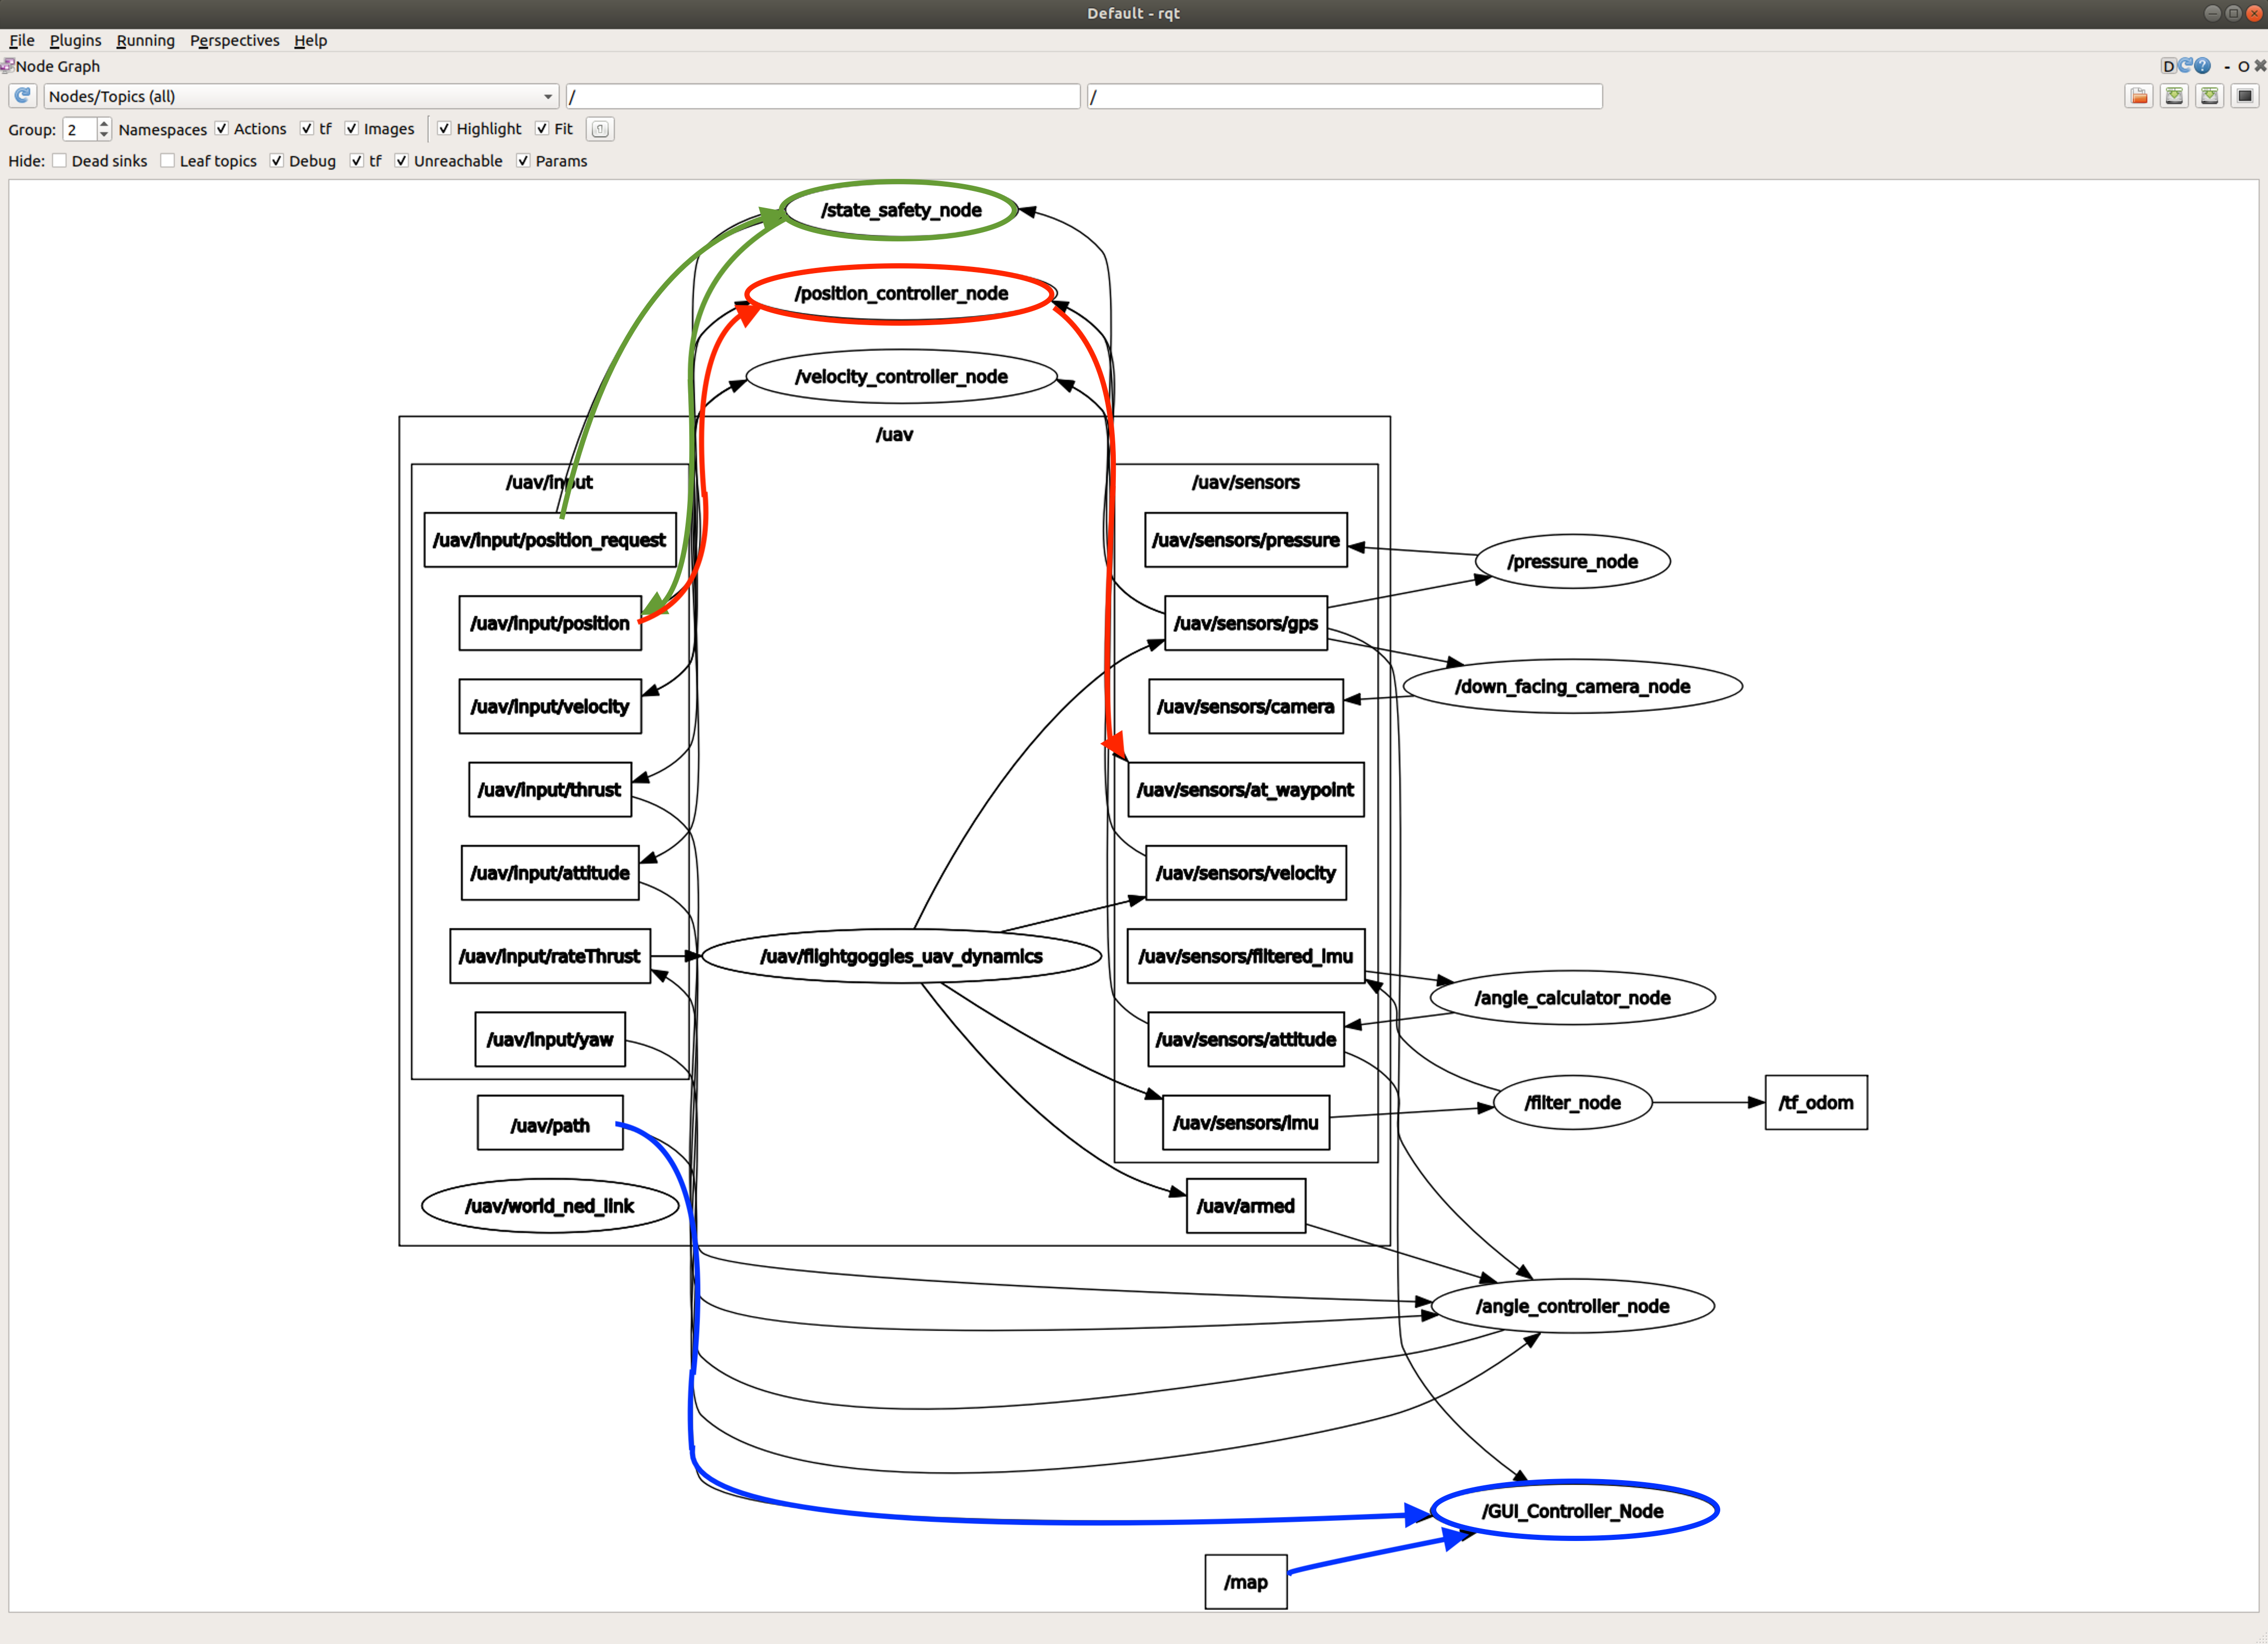 Default - rqt
File Plugins Running Perspectives Help
Node Graph
D ? - O ✖
Nodes/Topics (all) / /
Group: 2 Namespaces Actions tf Images Highlight Fit
Hide: Dead sinks Leaf topics Debug tf Unreachable Params
/state_safety_node
/position_controller_node
/velocity_controller_node
/uav
/uav/input
/uav/sensors
/uav/input/position_request
/uav/sensors/pressure
/pressure_node
/uav/input/position
/uav/sensors/gps
/down_facing_camera_node
/uav/input/velocity
/uav/sensors/camera
/uav/input/thrust
/uav/sensors/at_waypoint
/uav/input/attitude
/uav/sensors/velocity
/uav/input/rateThrust
/uav/flightgoggles_uav_dynamics
/uav/sensors/filtered_imu
/angle_calculator_node
/uav/input/yaw
/uav/sensors/attitude
/filter_node
/tf_odom
/uav/path
/uav/sensors/imu
/uav/world_ned_link
/uav/armed
/angle_controller_node
/GUI_Controller_Node
/map